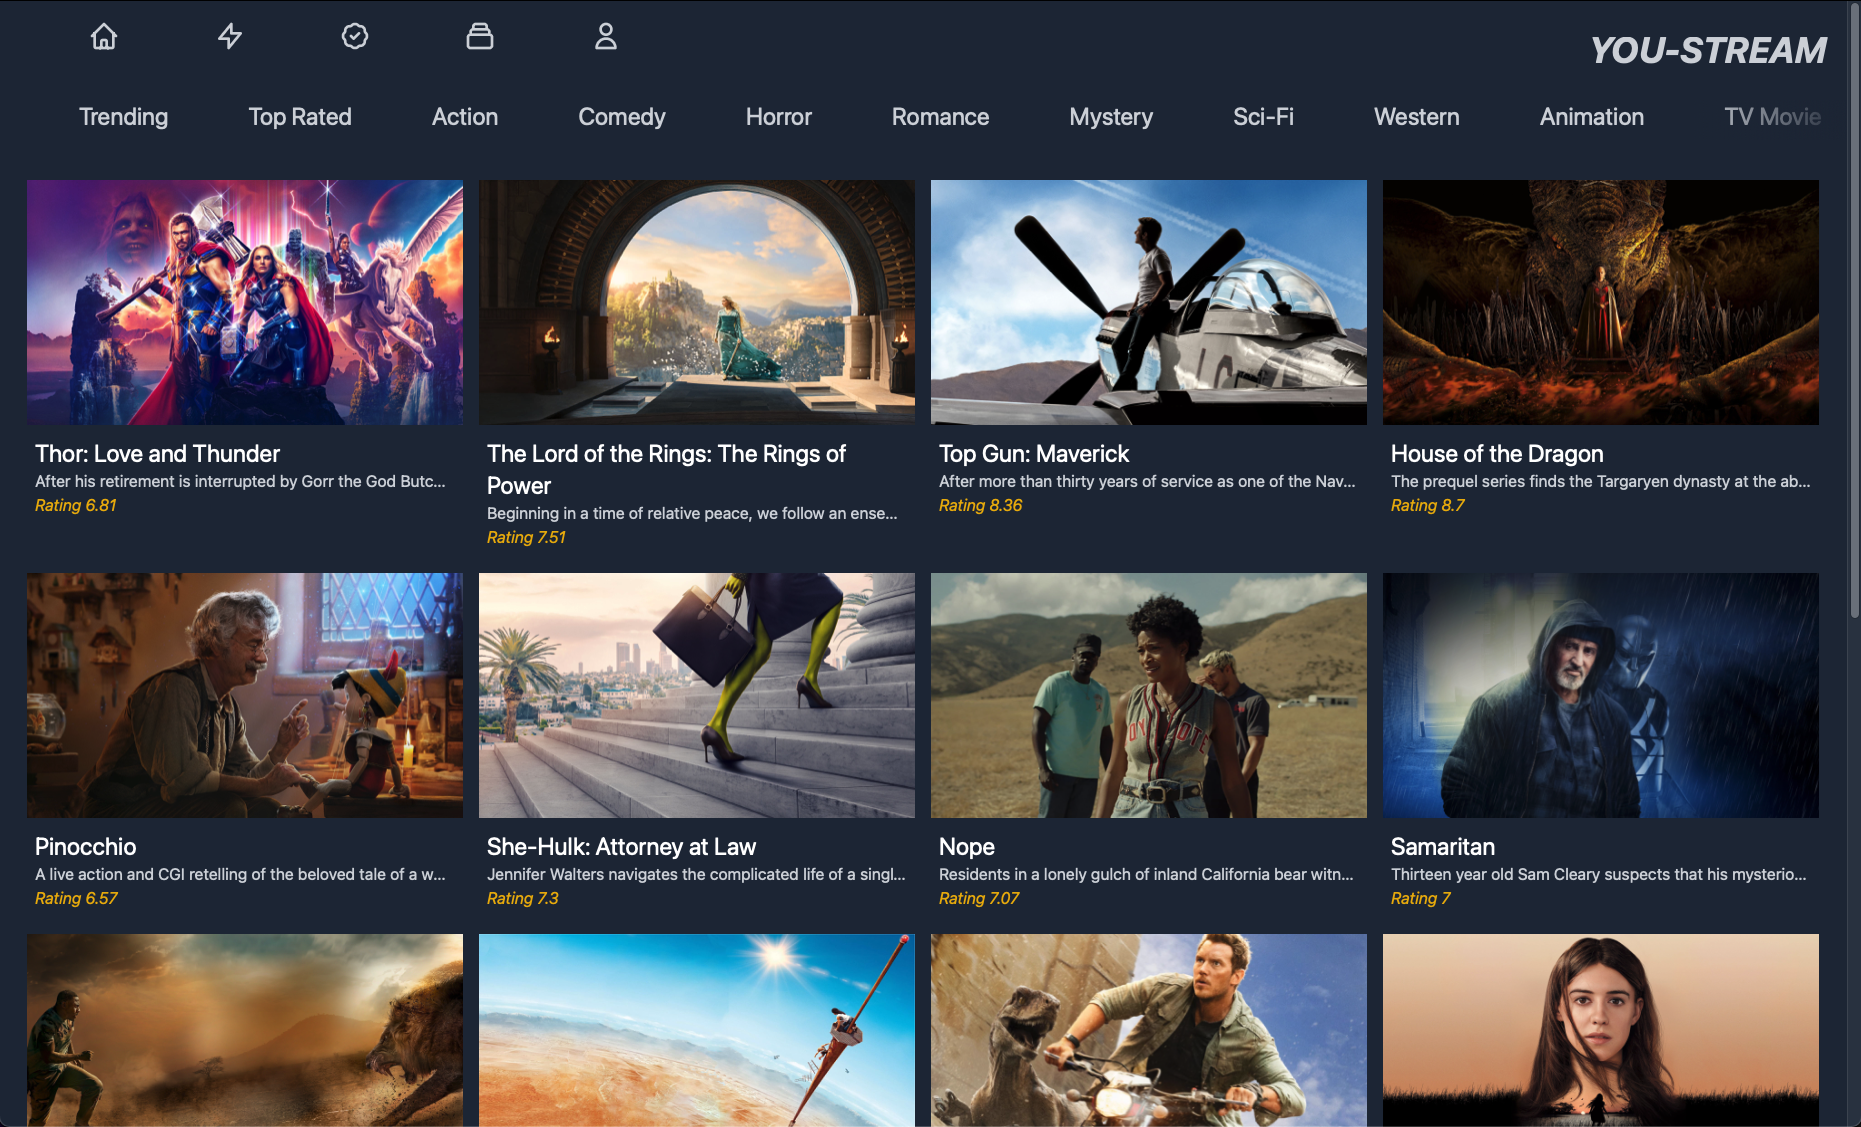 YOU-STREAM
Trending Top Rated Action Comedy Horror Romance Mystery Sci-Fi Western Animation TV Movie
Thor: Love and Thunder
After his retirement is interrupted by Gorr the God Butc...
Rating 6.81
The Lord of the Rings: The Rings of
Power
Beginning in a time of relative peace, we follow an ense...
Rating 7.51
Top Gun: Maverick
After more than thirty years of service as one of the Nav...
Rating 8.36
House of the Dragon
The prequel series finds the Targaryen dynasty at the ab...
Rating 8.7
Pinocchio
A live action and CGI retelling of the beloved tale of a w...
Rating 6.57
She-Hulk: Attorney at Law
Jennifer Walters navigates the complicated life of a singl...
Rating 7.3
Nope
Residents in a lonely gulch of inland California bear witn...
Rating 7.07
Samaritan
Thirteen year old Sam Cleary suspects that his mysterio...
Rating 7